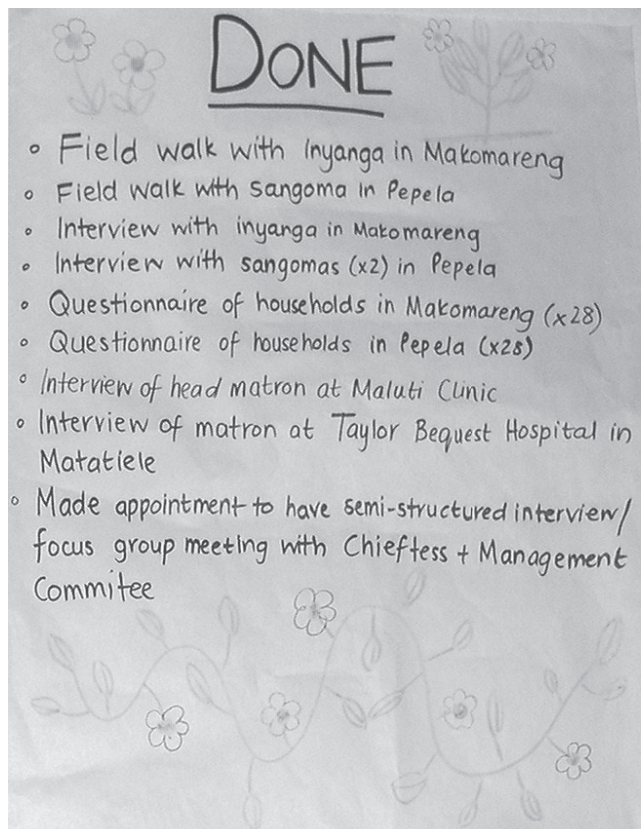 DONE
Field walk with inyanga in Makomareng
Field walk with sangoma in Pepela
Interview with inyanga in Makomareng
Interview with sangomas (x2) in Pepela
Questionnaire of households in Makomareng (x28)
Questionnaire of households in Pepela (x28)
Interview of head matron at Maluti Clinic
Interview of matron at Taylor Bequest Hospital in
Matatiele
Made appointment to have semi-structured interview/
focus group meeting with Chieftess + Management
Commitee